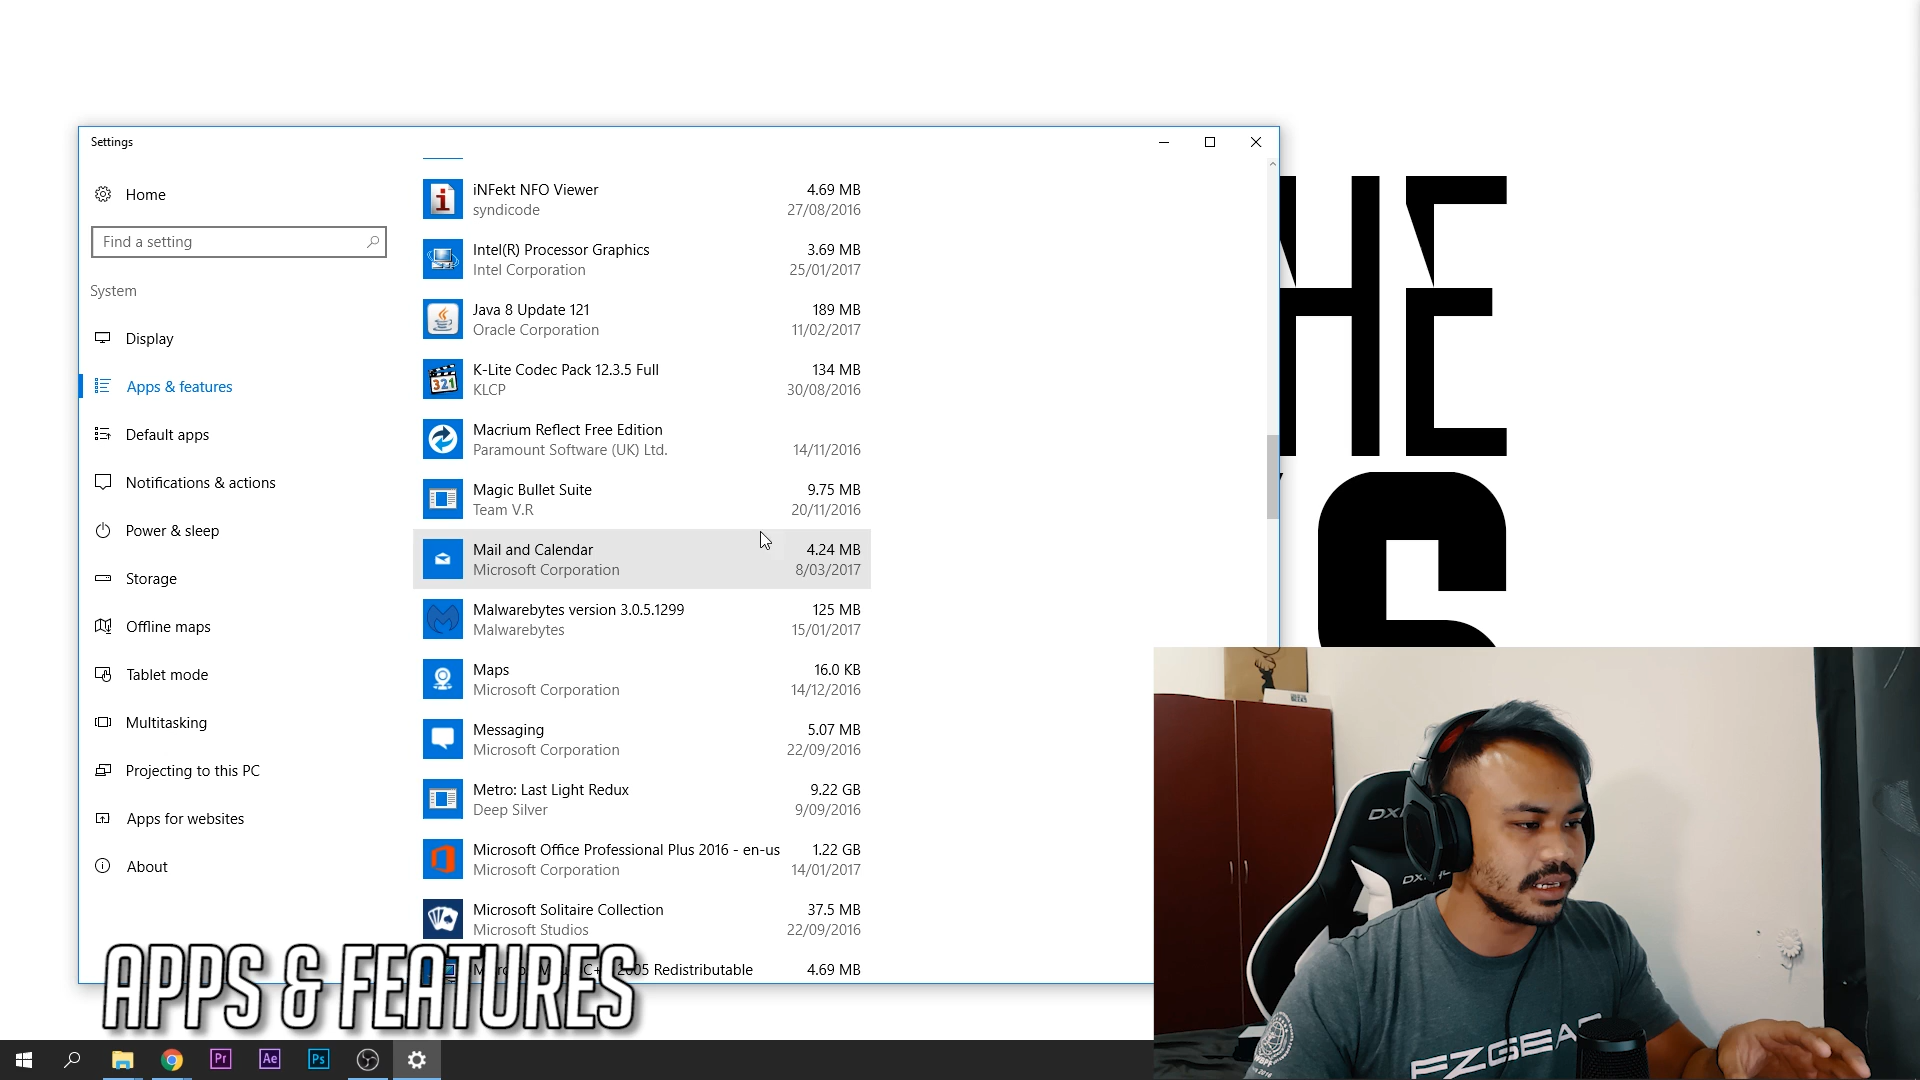 Settings
Home
Find a setting
System
Display
Apps & features
Default apps
Notifications & actions
Power & sleep
Storage
Offline maps
Tablet mode
Multitasking
Projecting to this PC
Apps for websites
About
iNFekt NFO Viewer 4.69 MB
syndicode 27/08/2016
Intel(R) Processor Graphics 3.69 MB
Intel Corporation 25/01/2017
Java 8 Update 121 189 MB
Oracle Corporation 11/02/2017
K-Lite Codec Pack 12.3.5 Full 134 MB
KLCP 30/08/2016
Macrium Reflect Free Edition
Paramount Software (UK) Ltd. 14/11/2016
Magic Bullet Suite 9.75 MB
Team V.R 20/11/2016
Mail and Calendar 4.24 MB
Microsoft Corporation 8/03/2017
Malwarebytes version 3.0.5.1299 125 MB
Malwarebytes 15/01/2017
Maps 16.0 KB
Microsoft Corporation 14/12/2016
Messaging 5.07 MB
Microsoft Corporation 22/09/2016
Metro: Last Light Redux 9.22 GB
Deep Silver 9/09/2016
Microsoft Office Professional Plus 2016 - en-us 1.22 GB
Microsoft Corporation 14/01/2017
Microsoft Solitaire Collection 37.5 MB
Microsoft Studios 22/09/2016
2005 Redistributable 4.69 MB
APPS & FEATURES
HE
S
321
Pr
Ae
Ps
FZGEA